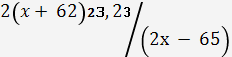 2(x + 62)23,23/(2x − 65)